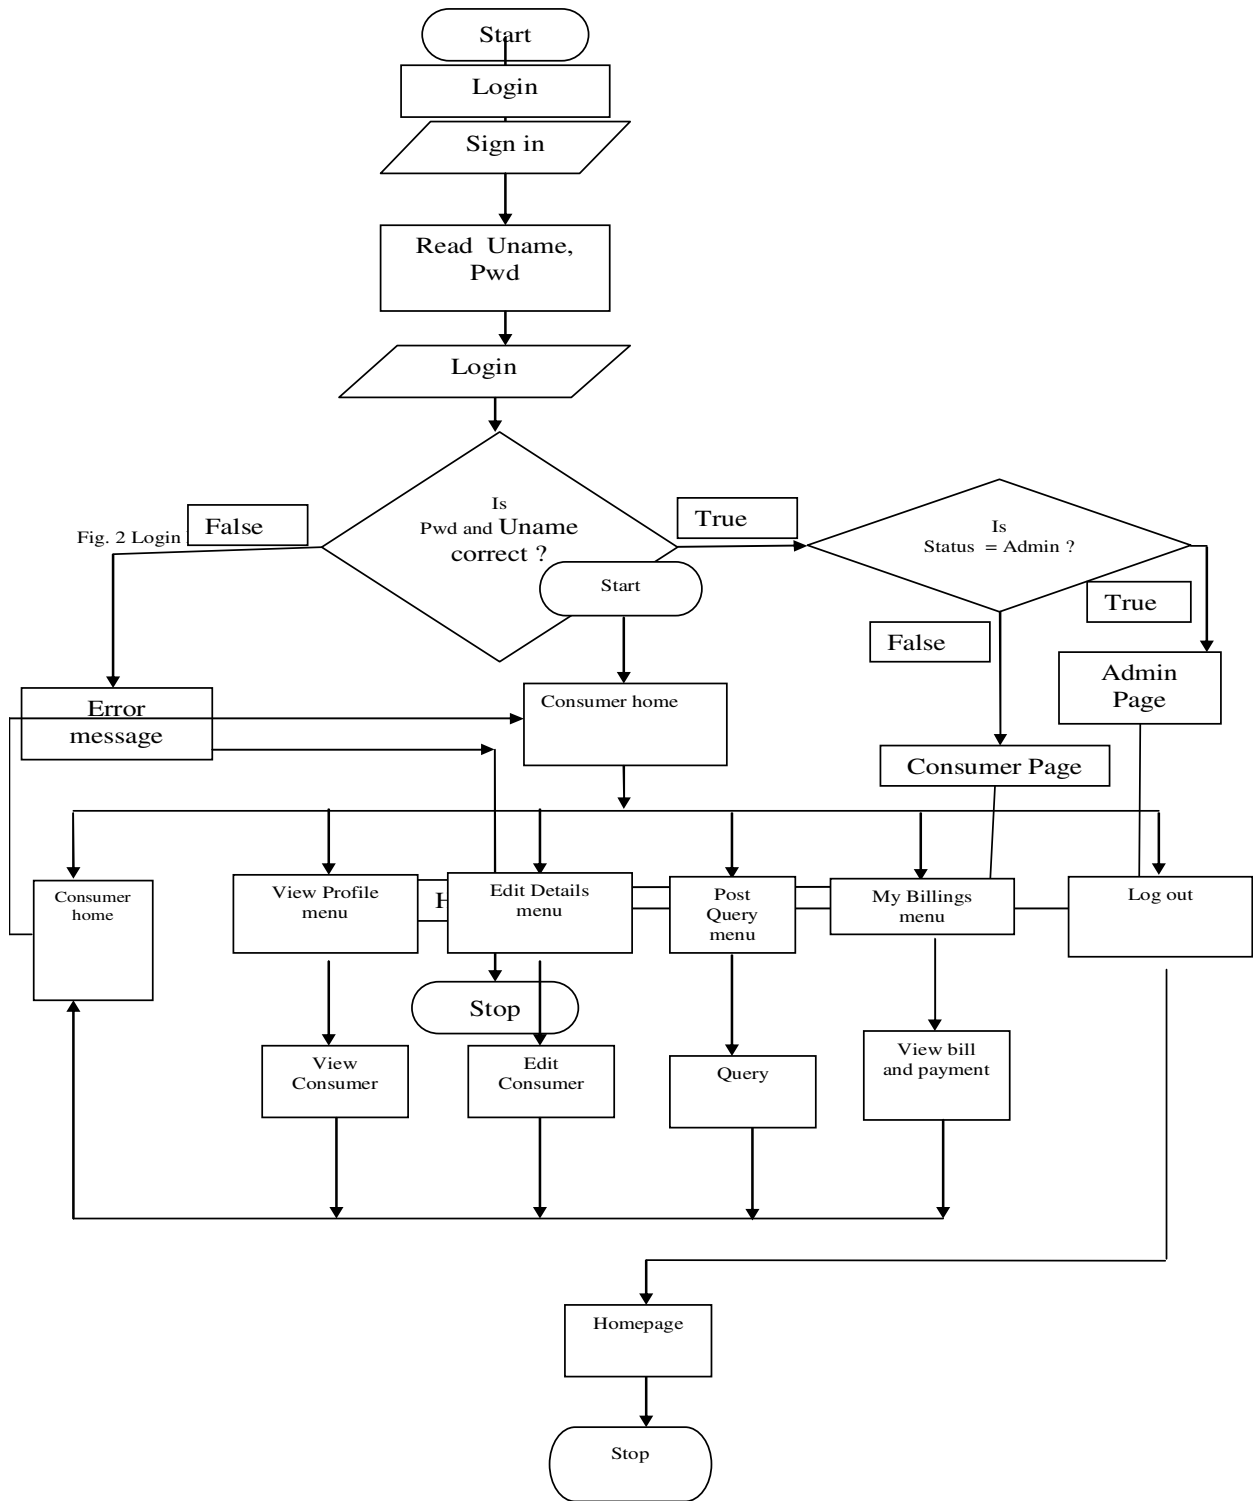 Start
Login
Sign in
Read Uname,
Pwd
Login
Is
Pwd and Uname
correct ?
False
True
Fig. 2 Login
Is
Status = Admin ?
True
False
Start
Admin
Page
Consumer home
Error
message
Consumer Page
Consumer
home
View Profile
menu
Edit Details
menu
Post
Query
menu
My Billings
menu
Log out
Stop
View
Consumer
Edit
Consumer
Query
View bill
and payment
Homepage
Stop